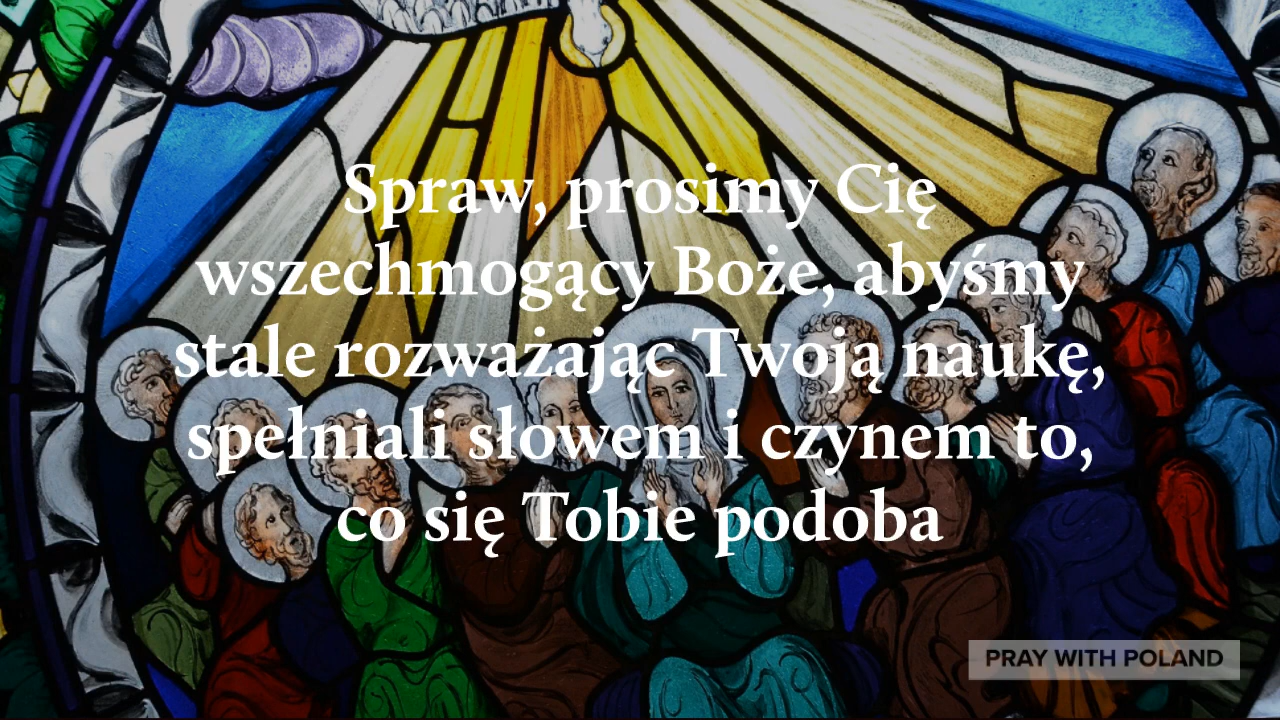 Spraw, prosimy Cię
wszechmogący Boże, abyśmy
stale rozważając Twoją naukę,
spełniali słowem i czynem to,
co się Tobie podoba
PRAY WITH POLAND